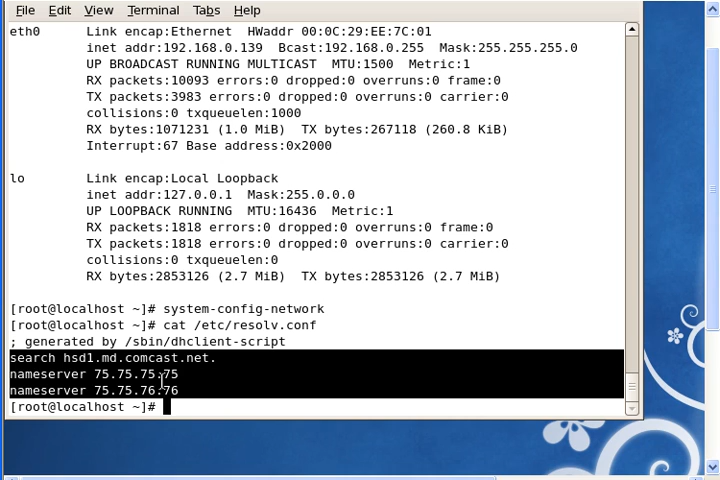 File Edit View Terminal Tabs Help
eth0 Link encap:Ethernet HWaddr 00:0C:29:EE:7C:01
inet addr:192.168.0.139 Bcast:192.168.0.255 Mask:255.255.255.0
UP BROADCAST RUNNING MULTICAST MTU:1500 Metric:1
RX packets:10093 errors:0 dropped:0 overruns:0 frame:0
TX packets:3983 errors:0 dropped:0 overruns:0 carrier:0
collisions:0 txqueuelen:1000
RX bytes:1071231 (1.0 MiB) TX bytes:267118 (260.8 KiB)
Interrupt:67 Base address:0x2000
lo Link encap:Local Loopback
inet addr:127.0.0.1 Mask:255.0.0.0
UP LOOPBACK RUNNING MTU:16436 Metric:1
RX packets:1818 errors:0 dropped:0 overruns:0 frame:0
TX packets:1818 errors:0 dropped:0 overruns:0 carrier:0
collisions:0 txqueuelen:0
RX bytes:2853126 (2.7 MiB) TX bytes:2853126 (2.7 MiB)
[root@localhost ~]# system-config-network
[root@localhost ~]# cat /etc/resolv.conf
; generated by /sbin/dhclient-script
search hsd1.md.comcast.net.
nameserver 75.75.75.75
nameserver 75.75.76.76
[root@localhost ~]#